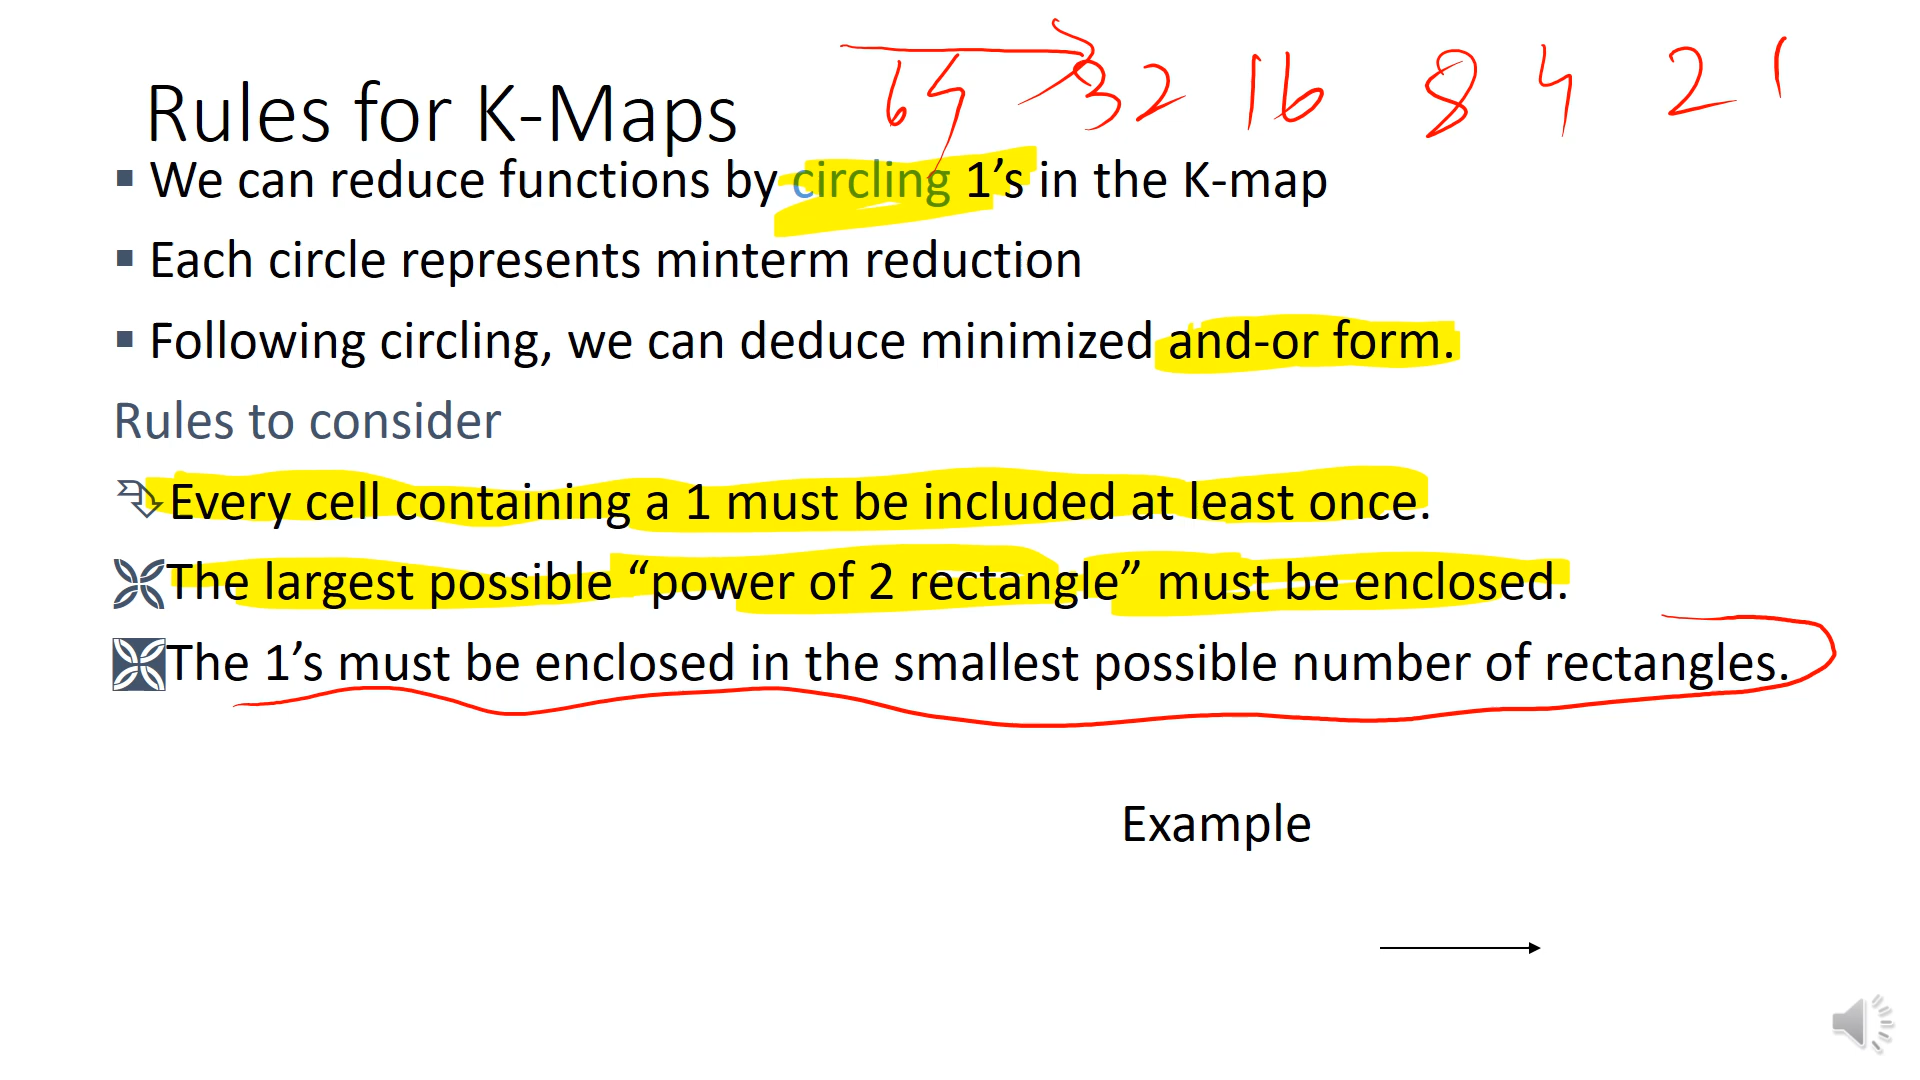 64 32 16 8 4 2 1
Rules for K-Maps
We can reduce functions by circling 1’s in the K-map
Each circle represents minterm reduction
Following circling, we can deduce minimized and-or form.
Rules to consider
Every cell containing a 1 must be included at least once.
The largest possible “power of 2 rectangle” must be enclosed.
The 1’s must be enclosed in the smallest possible number of rectangles.
Example